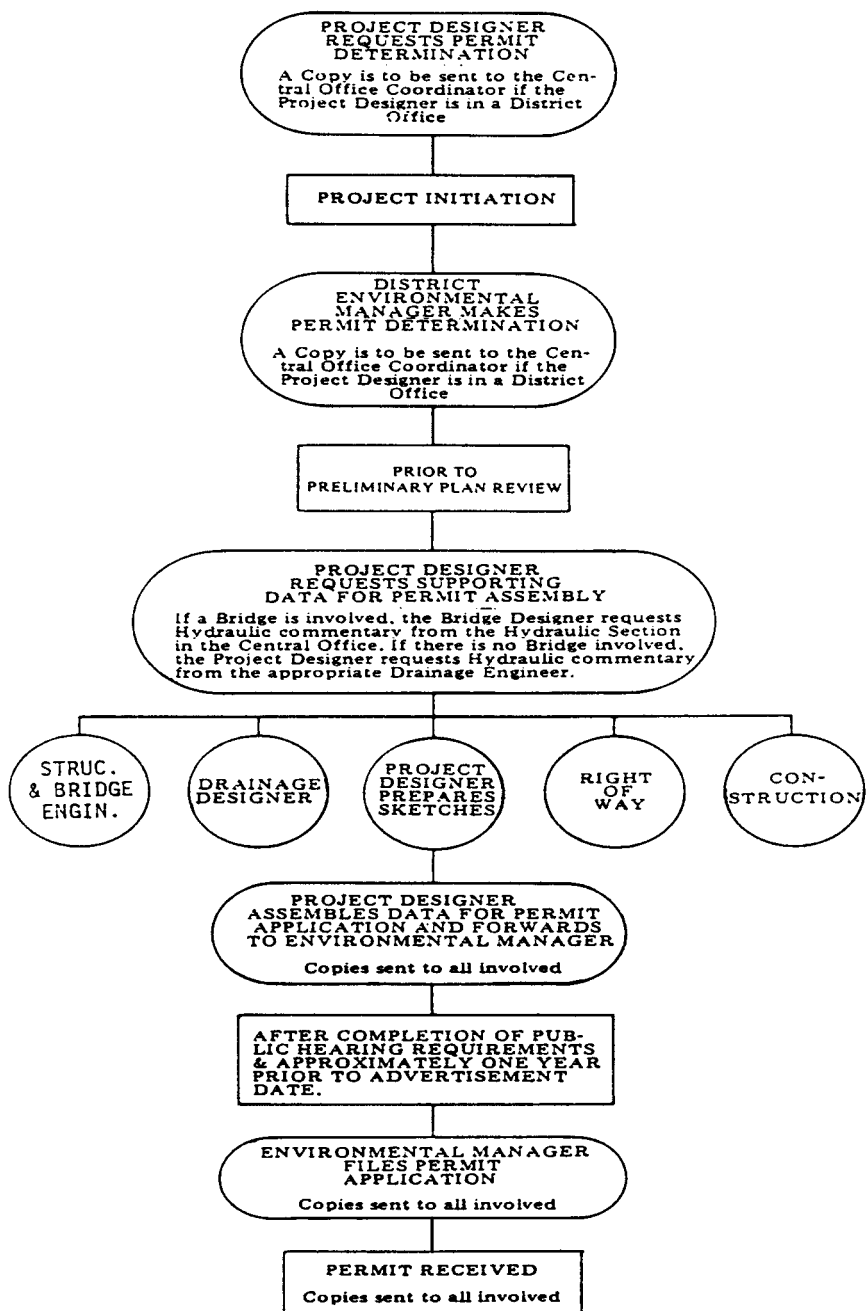 PROJECT DESIGNER
REQUESTS PERMIT
DETERMINATION
A Copy is to be sent to the Cen-
tral Office Coordinator if the
Project Designer is in a District
Office
PROJECT INITIATION
DISTRICT
ENVIRONMENTAL
MANAGER MAKES
PERMIT DETERMINATION
A Copy is to be sent to the Cen-
tral Office Coordinator if the
Project Designer is in a District
Office
PRIOR TO
PRELIMINARY PLAN REVIEW
PROJECT DESIGNER
REQUESTS SUPPORTING
DATA FOR PERMIT ASSEMBLY
If a Bridge is involved, the Bridge Designer requests
Hydraulic commentary from the Hydraulic Section
in the Central Office. If there is no Bridge involved,
the Project Designer requests Hydraulic commentary
from the appropriate Drainage Engineer.
STRUC.
& BRIDGE
ENGIN.
DRAINAGE
DESIGNER
PROJECT
DESIGNER
PREPARES
SKETCHES
RIGHT
OF
WAY
CON-
STRUCTION
PROJECT DESIGNER
ASSEMBLES DATA FOR PERMIT
APPLICATION AND FORWARDS
TO ENVIRONMENTAL MANAGER
Copies sent to all involved
AFTER COMPLETION OF PUB-
LIC HEARING REQUIREMENTS
& APPROXIMATELY ONE YEAR
PRIOR TO ADVERTISEMENT
DATE.
ENVIRONMENTAL MANAGER
FILES PERMIT
APPLICATION
Copies sent to all involved
PERMIT RECEIVED
Copies sent to all involved